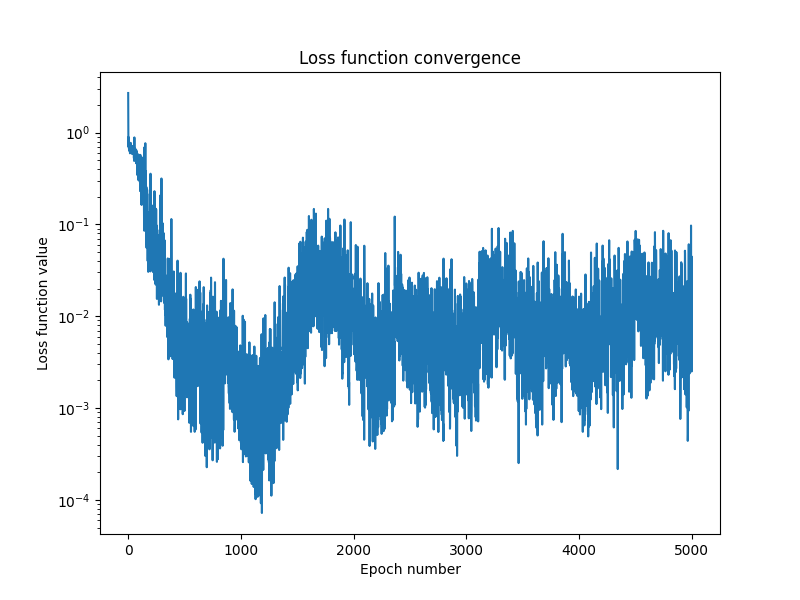 Loss function convergence
10⁰
10⁻¹
10⁻²
10⁻³
10⁻⁴
Loss function value
0 1000 2000 3000 4000 5000
Epoch number